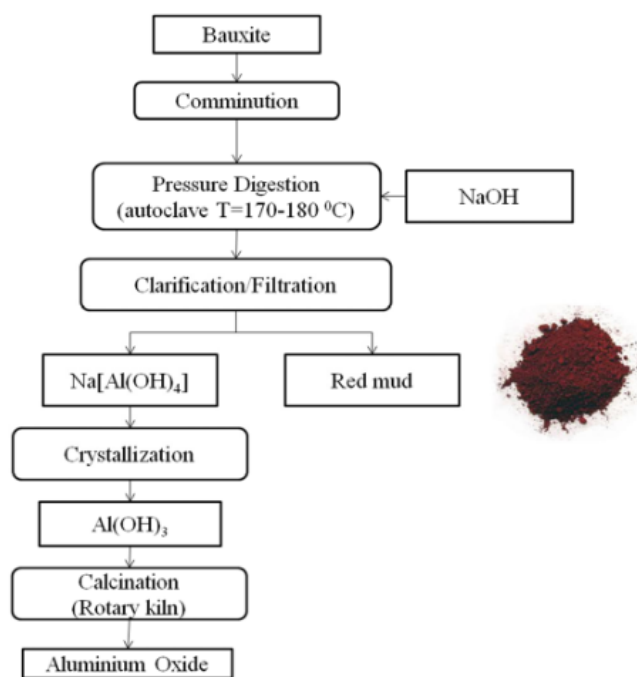 Bauxite
Comminution
Pressure Digestion
(autoclave T=170-180 ⁰C)
NaOH
Clarification/Filtration
Na[Al(OH)₄]
Red mud
Crystallization
Al(OH)₃
Calcination
(Rotary kiln)
Aluminium Oxide